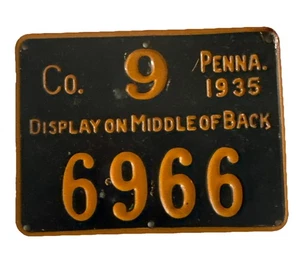 Co. 9 PENNA.
1935
DISPLAY ON MIDDLE OF BACK
6966